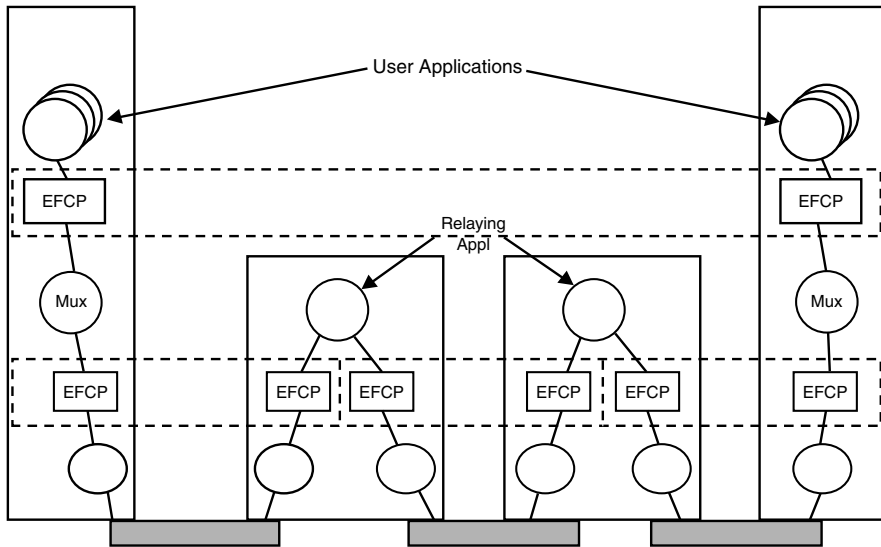 User Applications
EFCP
EFCP
Relaying
Appl
Mux
Mux
EFCP
EFCP
EFCP
EFCP
EFCP
EFCP